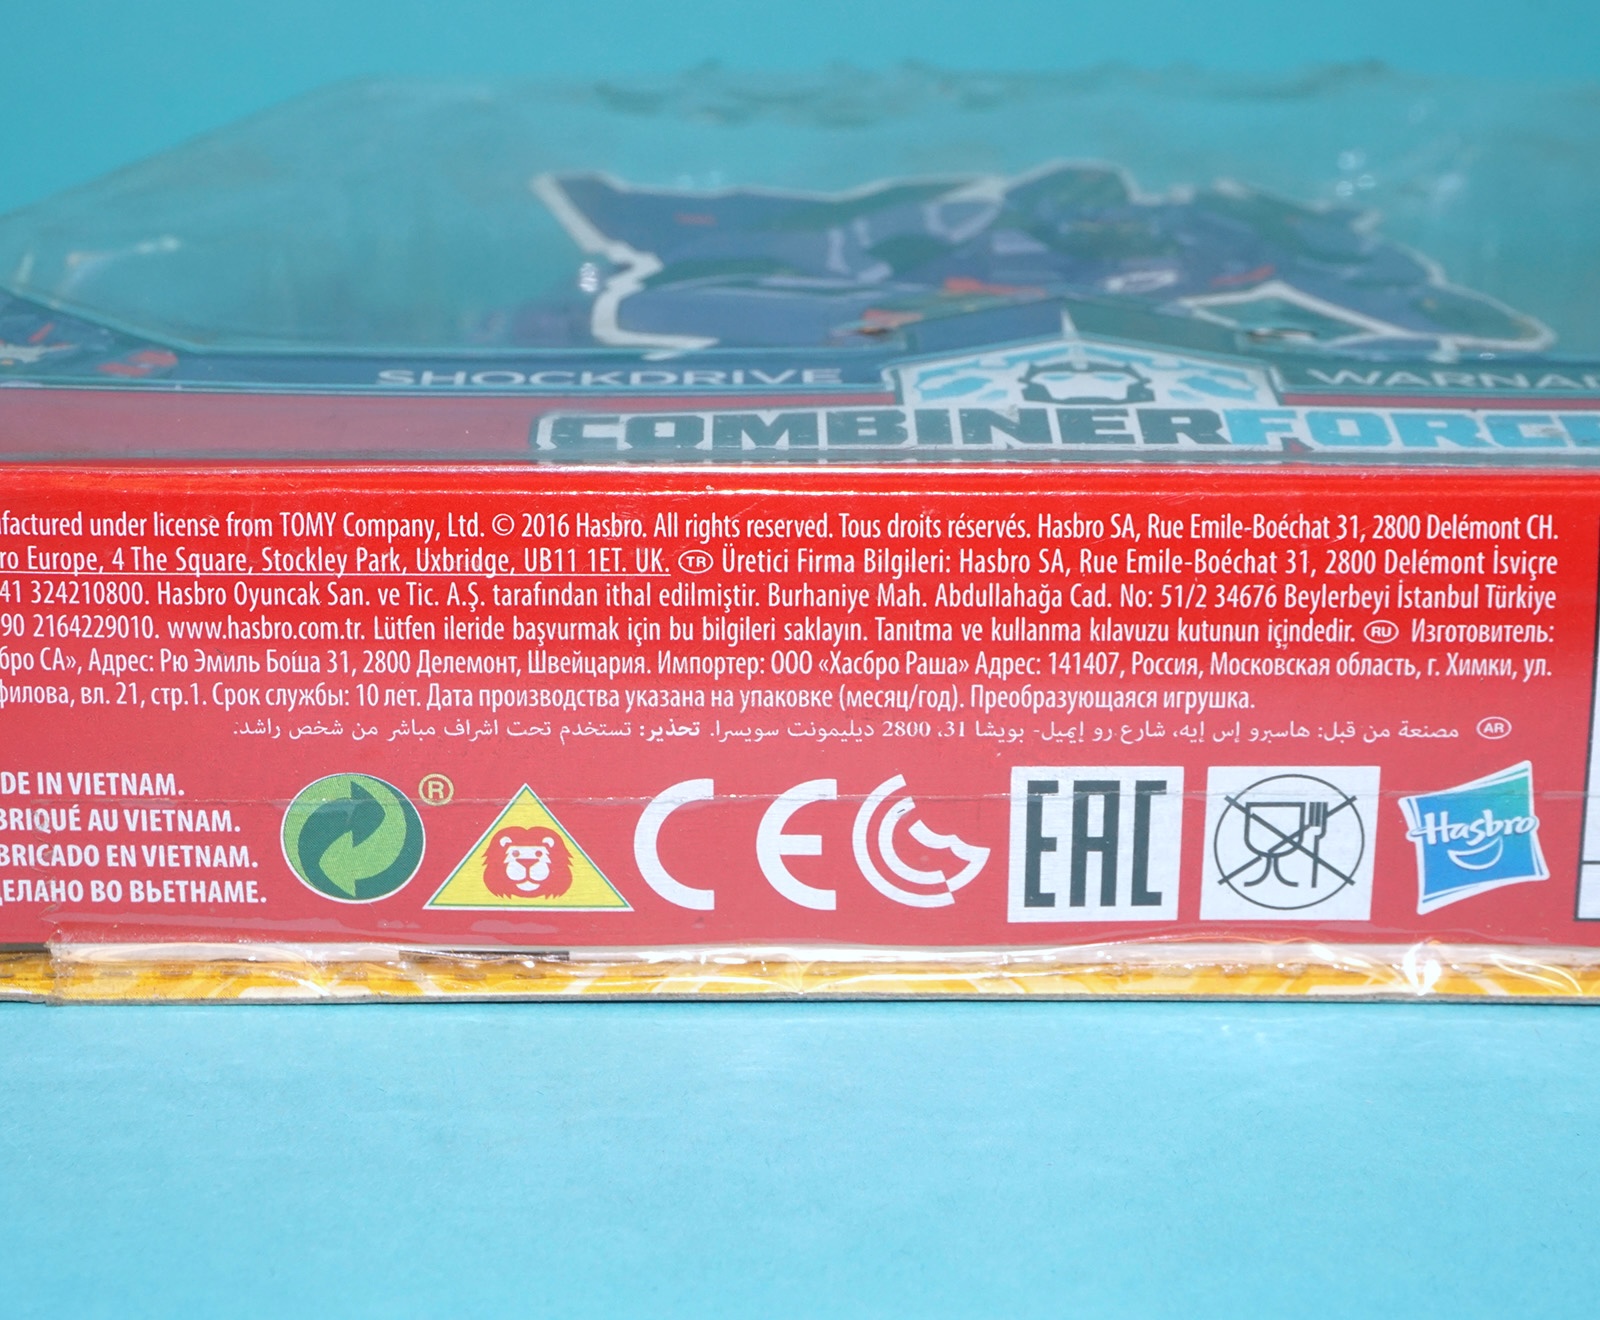 SHOCKDRIVE
COMBINERFORCE
factured under license from TOMY Company, Ltd. © 2016 Hasbro. All rights reserved. Tous droits réservés. Hasbro SA, Rue Emile-Boéchat 31, 2800 Delémont CH.
ro Europe, 4 The Square, Stockley Park, Uxbridge, UB11 1ET. UK. TR Üretici Firma Bilgileri: Hasbro SA, Rue Emile-Boéchat 31, 2800 Delémont İsviçre
41 324210800. Hasbro Oyuncak San. ve Tic. A.Ş. tarafından ithal edilmiştir. Burhaniye Mah. Abdullahağa Cad. No: 51/2 34676 Beylerbeyi İstanbul Türkiye
90 2164229010. www.hasbro.com.tr. Lütfen ileride başvurmak için bu bilgileri saklayın. Tanıtma ve kullanma kılavuzu kutunun içindedir. RU Изготовитель:
бро СА», Адрес: Рю Эмиль Боша 31, 2800 Делемонт, Швейцария. Импортер: ООО «Хасбро Раша» Адрес: 141407, Россия, Московская область, г. Химки, ул.
филова, вл. 21, стр.1. Срок службы: 10 лет. Дата производства указана на упаковке (месяц/год). Преобразующаяся игрушка.
AR مصنعة من قبل: هاسبرو إس إيه، شارع رو إيميل- بويشا 31، 2800 ديليمونت سويسرا. تحذير: تستخدم تحت اشراف مباشر من شخص راشد.
DE IN VIETNAM.
BRIQUÉ AU VIETNAM.
BRICADO EN VIETNAM.
ЕЛАНО ВО ВЬЕТНАМЕ.
®
CE
EAC
Hasbro